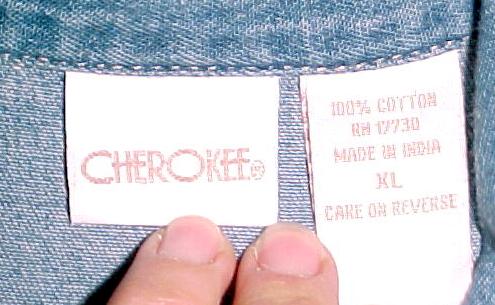 CHEROKEE®
100% COTTON
RN 17730
MADE IN INDIA
XL
CARE ON REVERSE